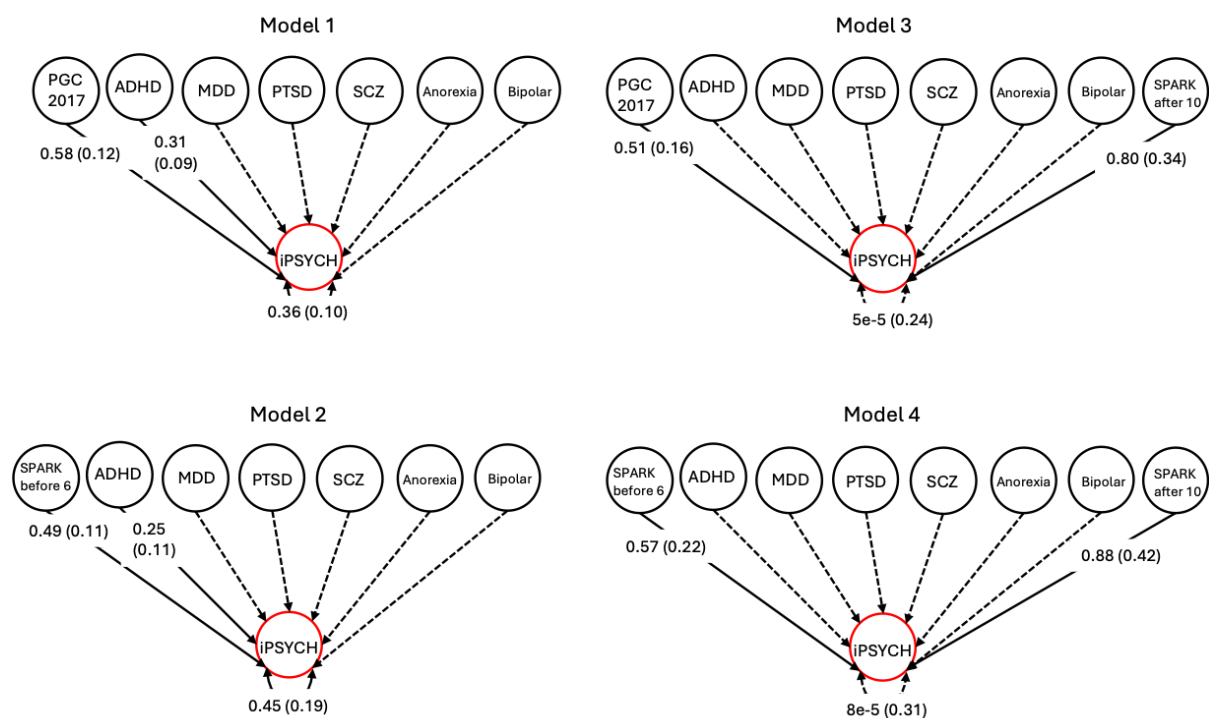 Model 1
PGC
2017
ADHD
MDD
PTSD
SCZ
Anorexia
Bipolar
0.58 (0.12)
0.31
(0.09)
iPSYCH
0.36 (0.10)
Model 3
PGC
2017
ADHD
MDD
PTSD
SCZ
Anorexia
Bipolar
SPARK
after 10
0.51 (0.16)
0.80 (0.34)
iPSYCH
5e-5 (0.24)
Model 2
SPARK
before 6
ADHD
MDD
PTSD
SCZ
Anorexia
Bipolar
0.49 (0.11)
0.25
(0.11)
iPSYCH
0.45 (0.19)
Model 4
SPARK
before 6
ADHD
MDD
PTSD
SCZ
Anorexia
Bipolar
SPARK
after 10
0.57 (0.22)
0.88 (0.42)
iPSYCH
8e-5 (0.31)